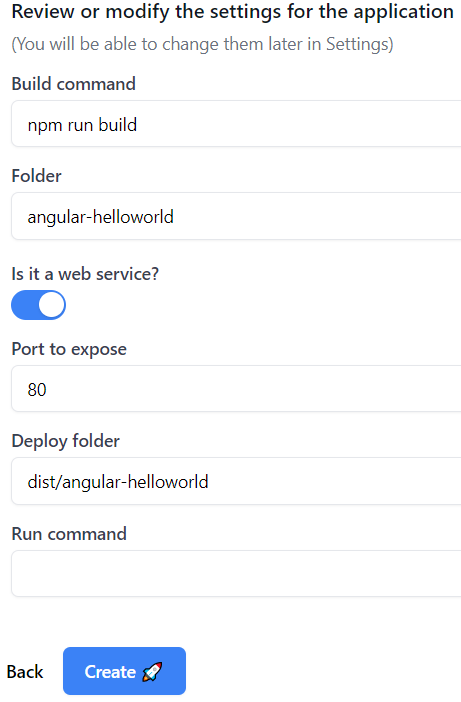 Review or modify the settings for the application
(You will be able to change them later in Settings)
Build command
npm run build
Folder
angular-helloworld
Is it a web service?
Port to expose
80
Deploy folder
dist/angular-helloworld
Run command
Back
Create 🚀